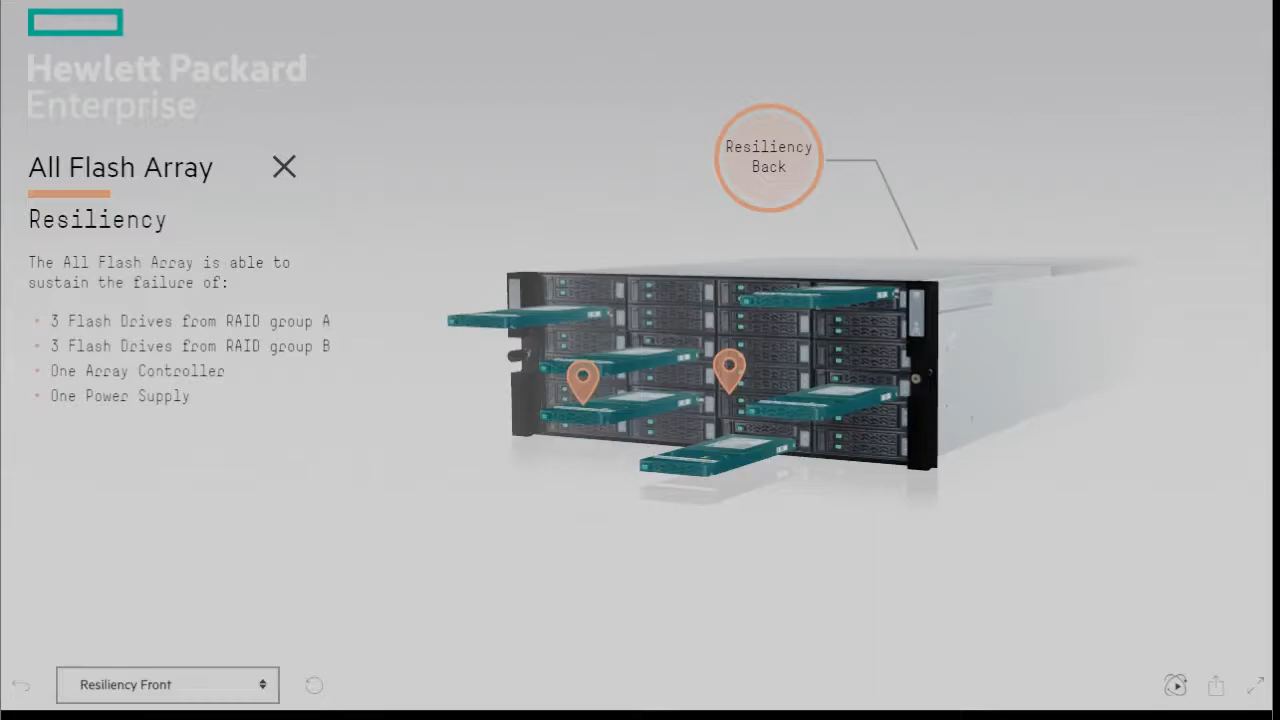 Hewlett Packard
Enterprise
All Flash Array
Resiliency
The All Flash Array is able to
sustain the failure of:
• 3 Flash Drives from RAID group A
• 3 Flash Drives from RAID group B
• One Array Controller
• One Power Supply
Resiliency
Back
Resiliency Front